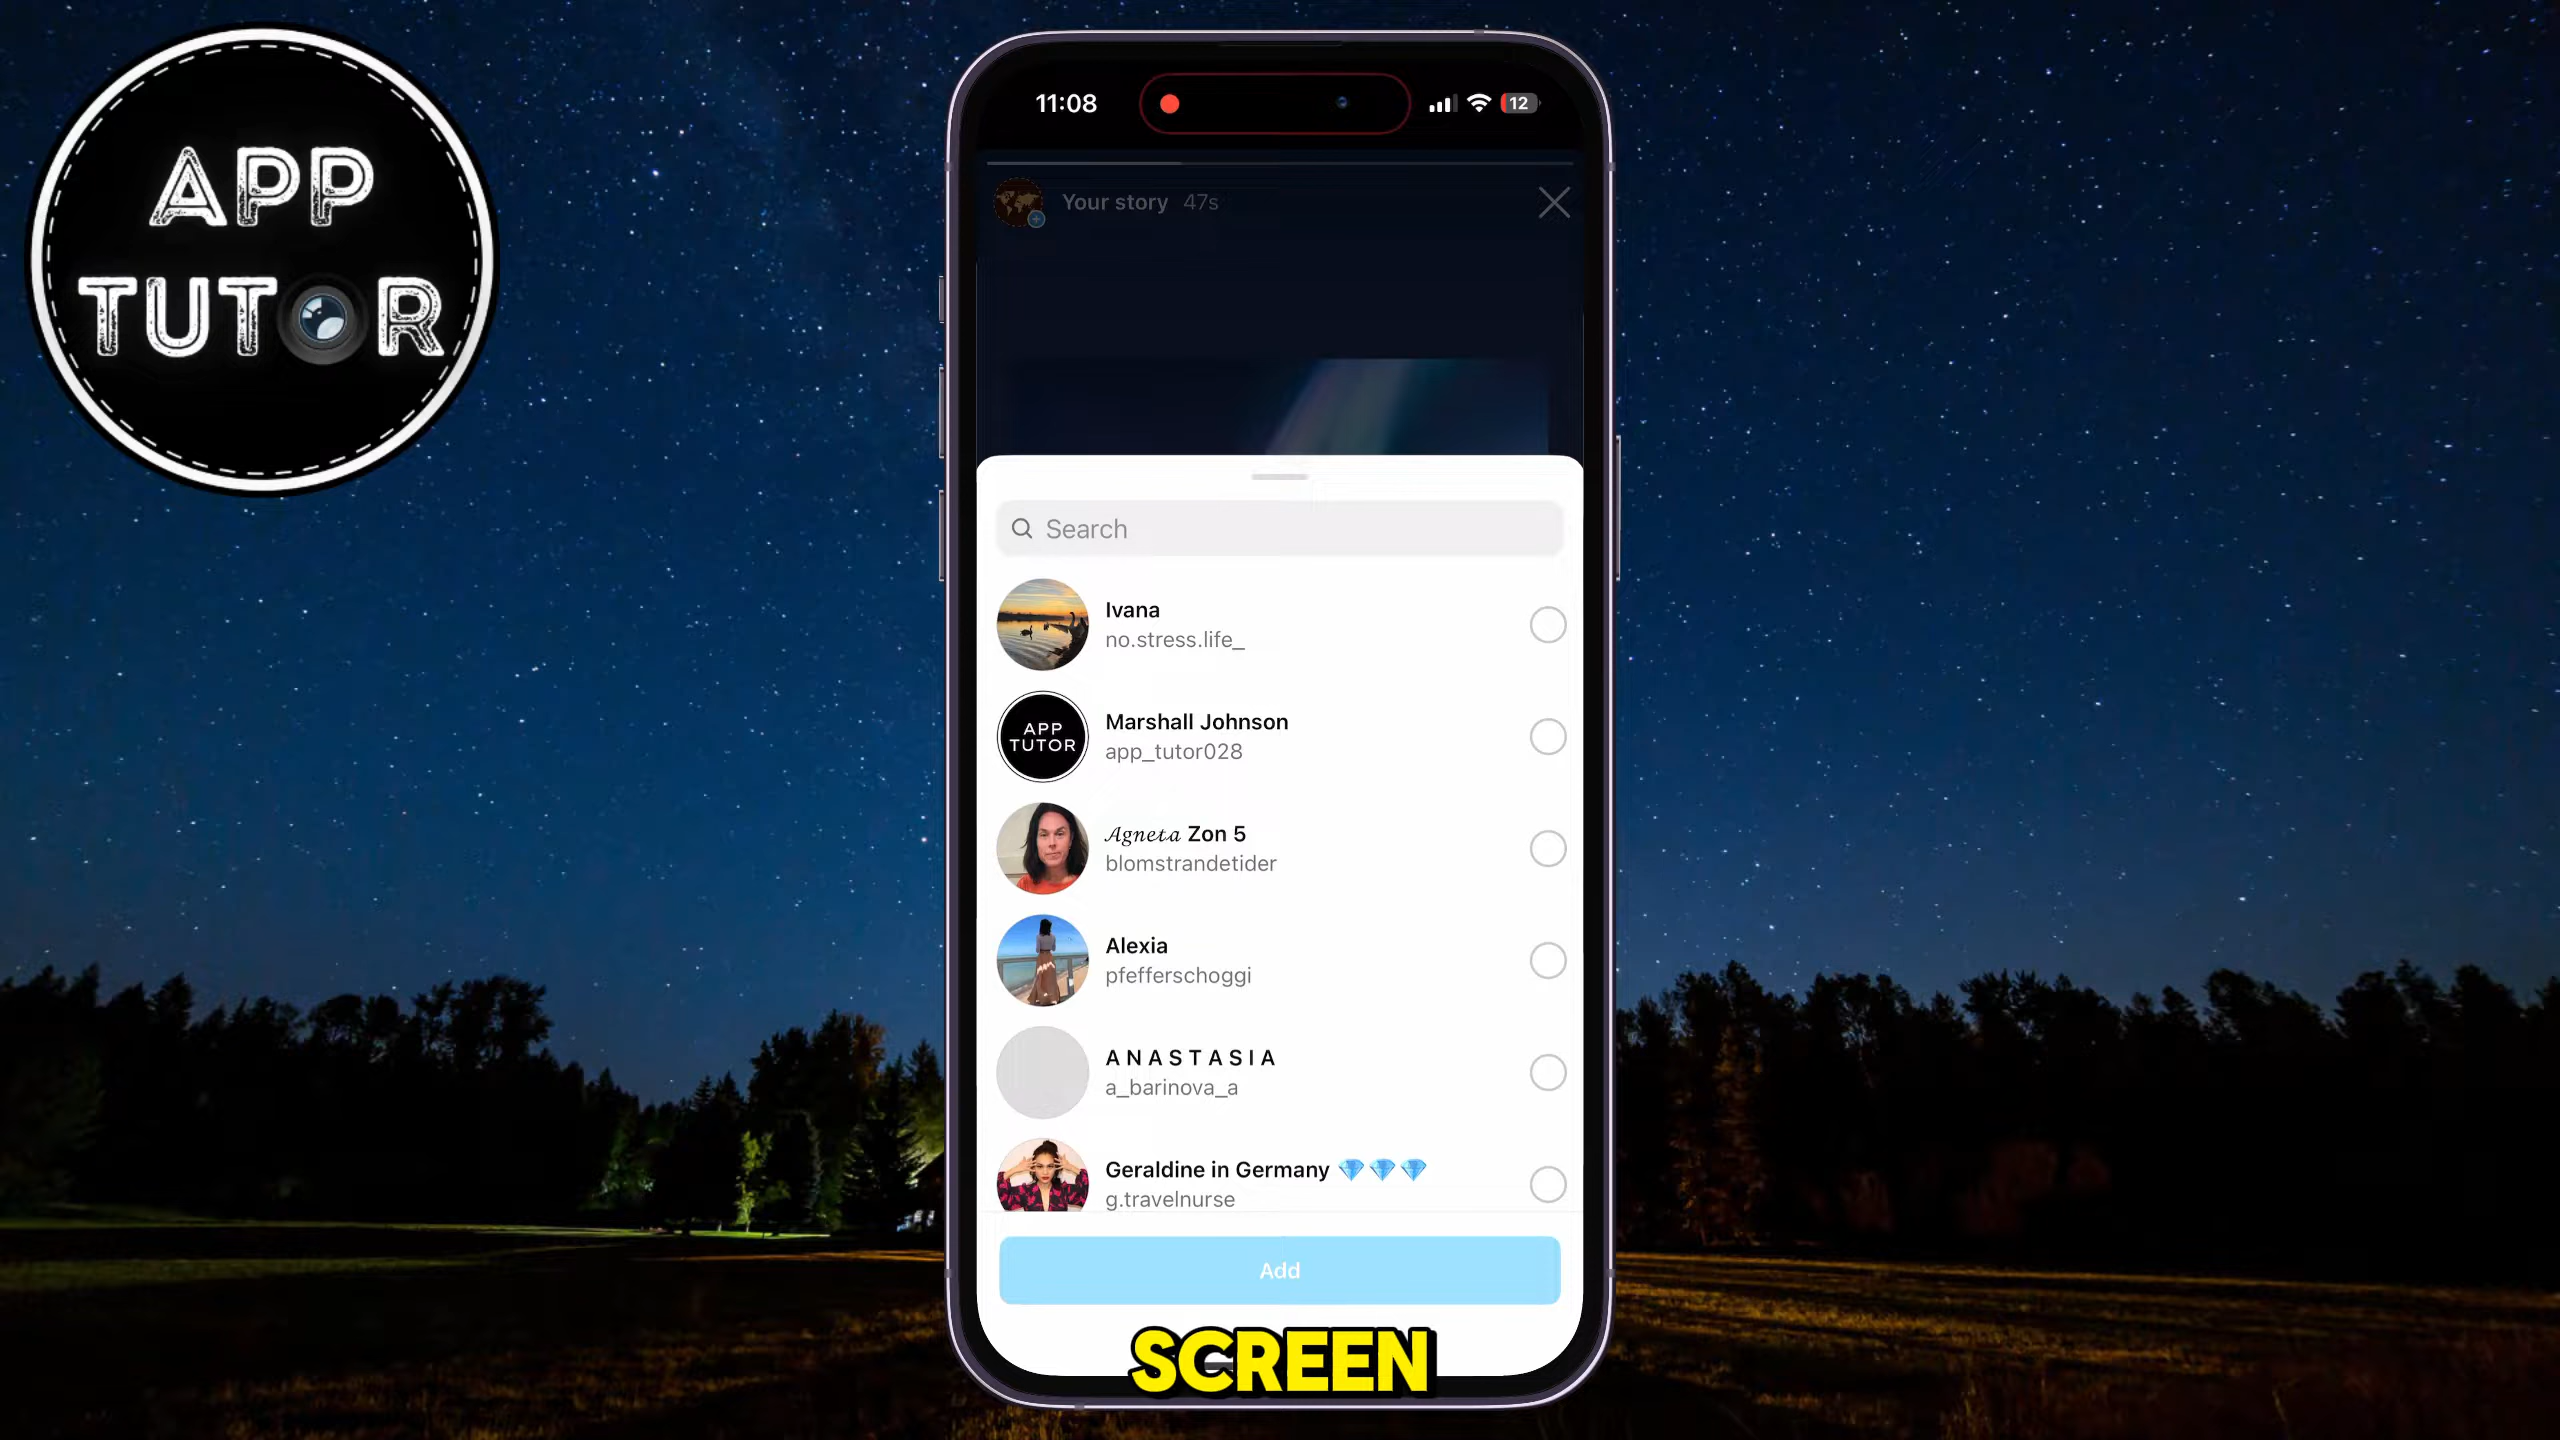 APP
TUTOR
11:08
12
Your story 47s
Search
Ivana
no.stress.life_
APP
TUTOR
Marshall Johnson
app_tutor028
Agneta Zon 5
blomstrandetider
Alexia
pfefferschoggi
A N A S T A S I A
a_barinova_a
Geraldine in Germany 💎💎💎
g.travelnurse
Add
SCREEN